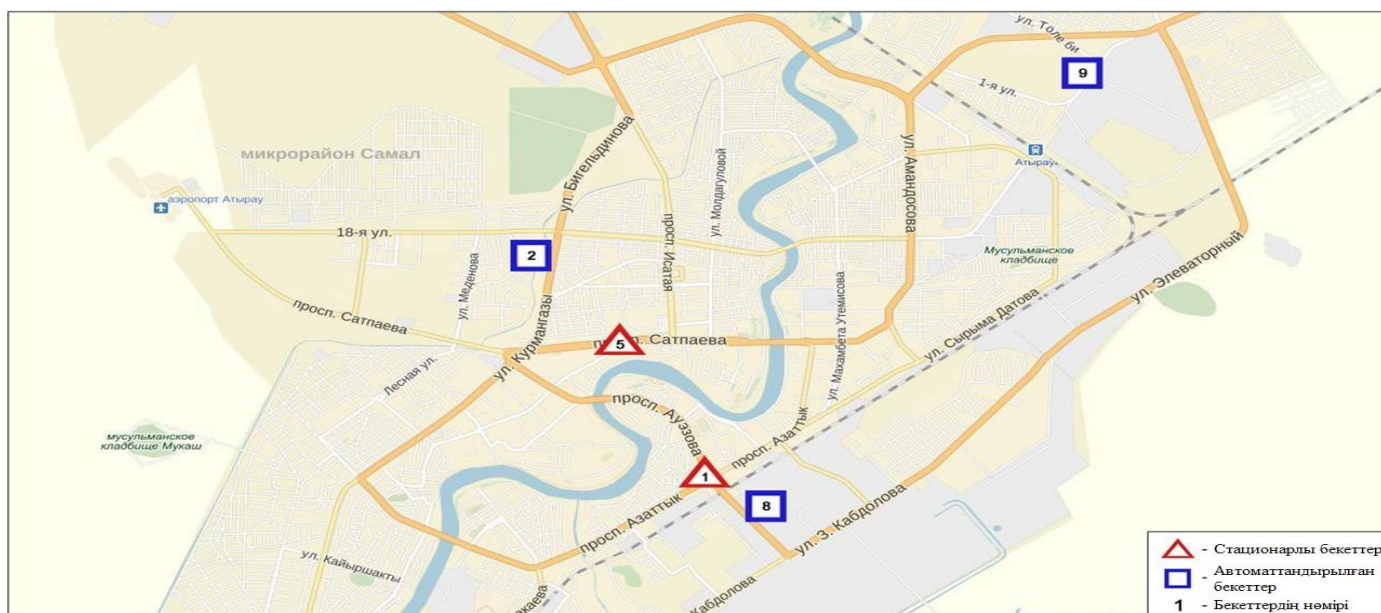 ул. Толе би
9
1-я ул.
Атырау
ул. Бигельдинова
микрорайон Самал
ул. Молдагуловой
ул. Амандосова
аэропорт Атырау
18-я ул.
2
просп. Исатая
Мусульманское
кладбище
ул. Элеваторный
ул. Меденова
просп. Сатпаева
ул. Курмангазы
5
п. Сатпаева
ул. Махамбета Утемисова
ул. Сырыма Датова
Лесная ул.
просп. Ауэзова
мусульманское
кладбище Мукаш
просп. Азаттык
1
8
просп. Азаттык
ул. З. Кабдолова
ул. Кайыршакты
Кабдолова
- Стационарлы бекеттер
- Автоматтандырылған
бекеттер
1 - Бекеттердің нөмірі